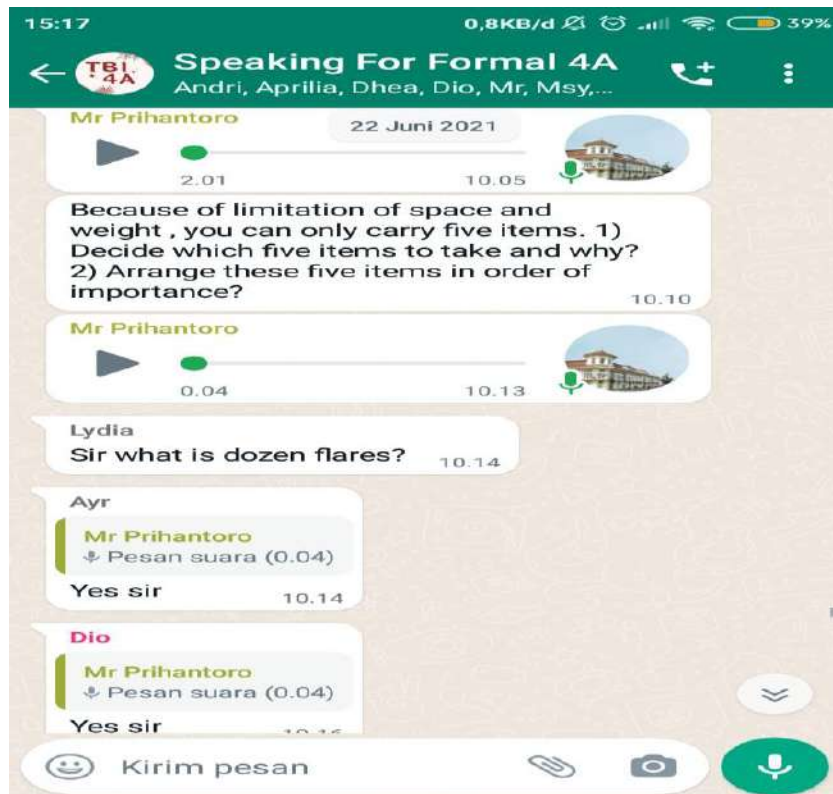 15:17 0,8KB/d 39%
TBI 4A
Speaking For Formal 4A
Andri, Aprilia, Dhea, Dio, Mr, Msy,...
Mr Prihantoro
22 Juni 2021
2.01 10.05
Because of limitation of space and
weight , you can only carry five items. 1)
Decide which five items to take and why?
2) Arrange these five items in order of
importance?
10.10
Mr Prihantoro
0.04 10.13
Lydia
Sir what is dozen flares? 10.14
Ayr
Mr Prihantoro
Pesan suara (0.04)
Yes sir 10.14
Dio
Mr Prihantoro
Pesan suara (0.04)
Yes sir
Kirim pesan